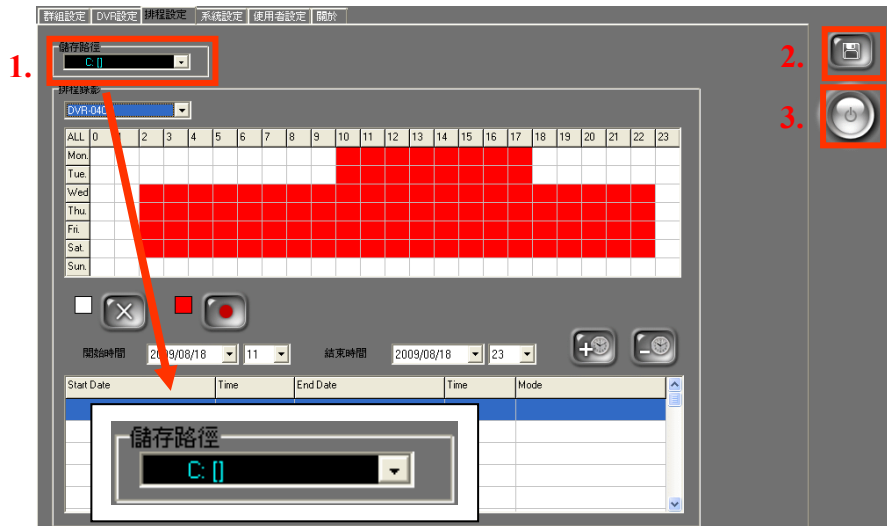 群組設定 DVR設定 排程設定 系統設定 使用者設定 關於
1.
儲存路徑
C: []
2.
3.
排程錄影
ALL 0 2 3 4 5 6 7 8 9 10 11 12 13 14 15 16 17 18 19 20 21 22 23
Mon.
Tue.
Wed
Thu.
Fri.
Sat.
Sun.
開始時間 2009/08/18 11 結束時間 2009/08/18 23
Start Date Time End Date Time Mode
儲存路徑
C: []